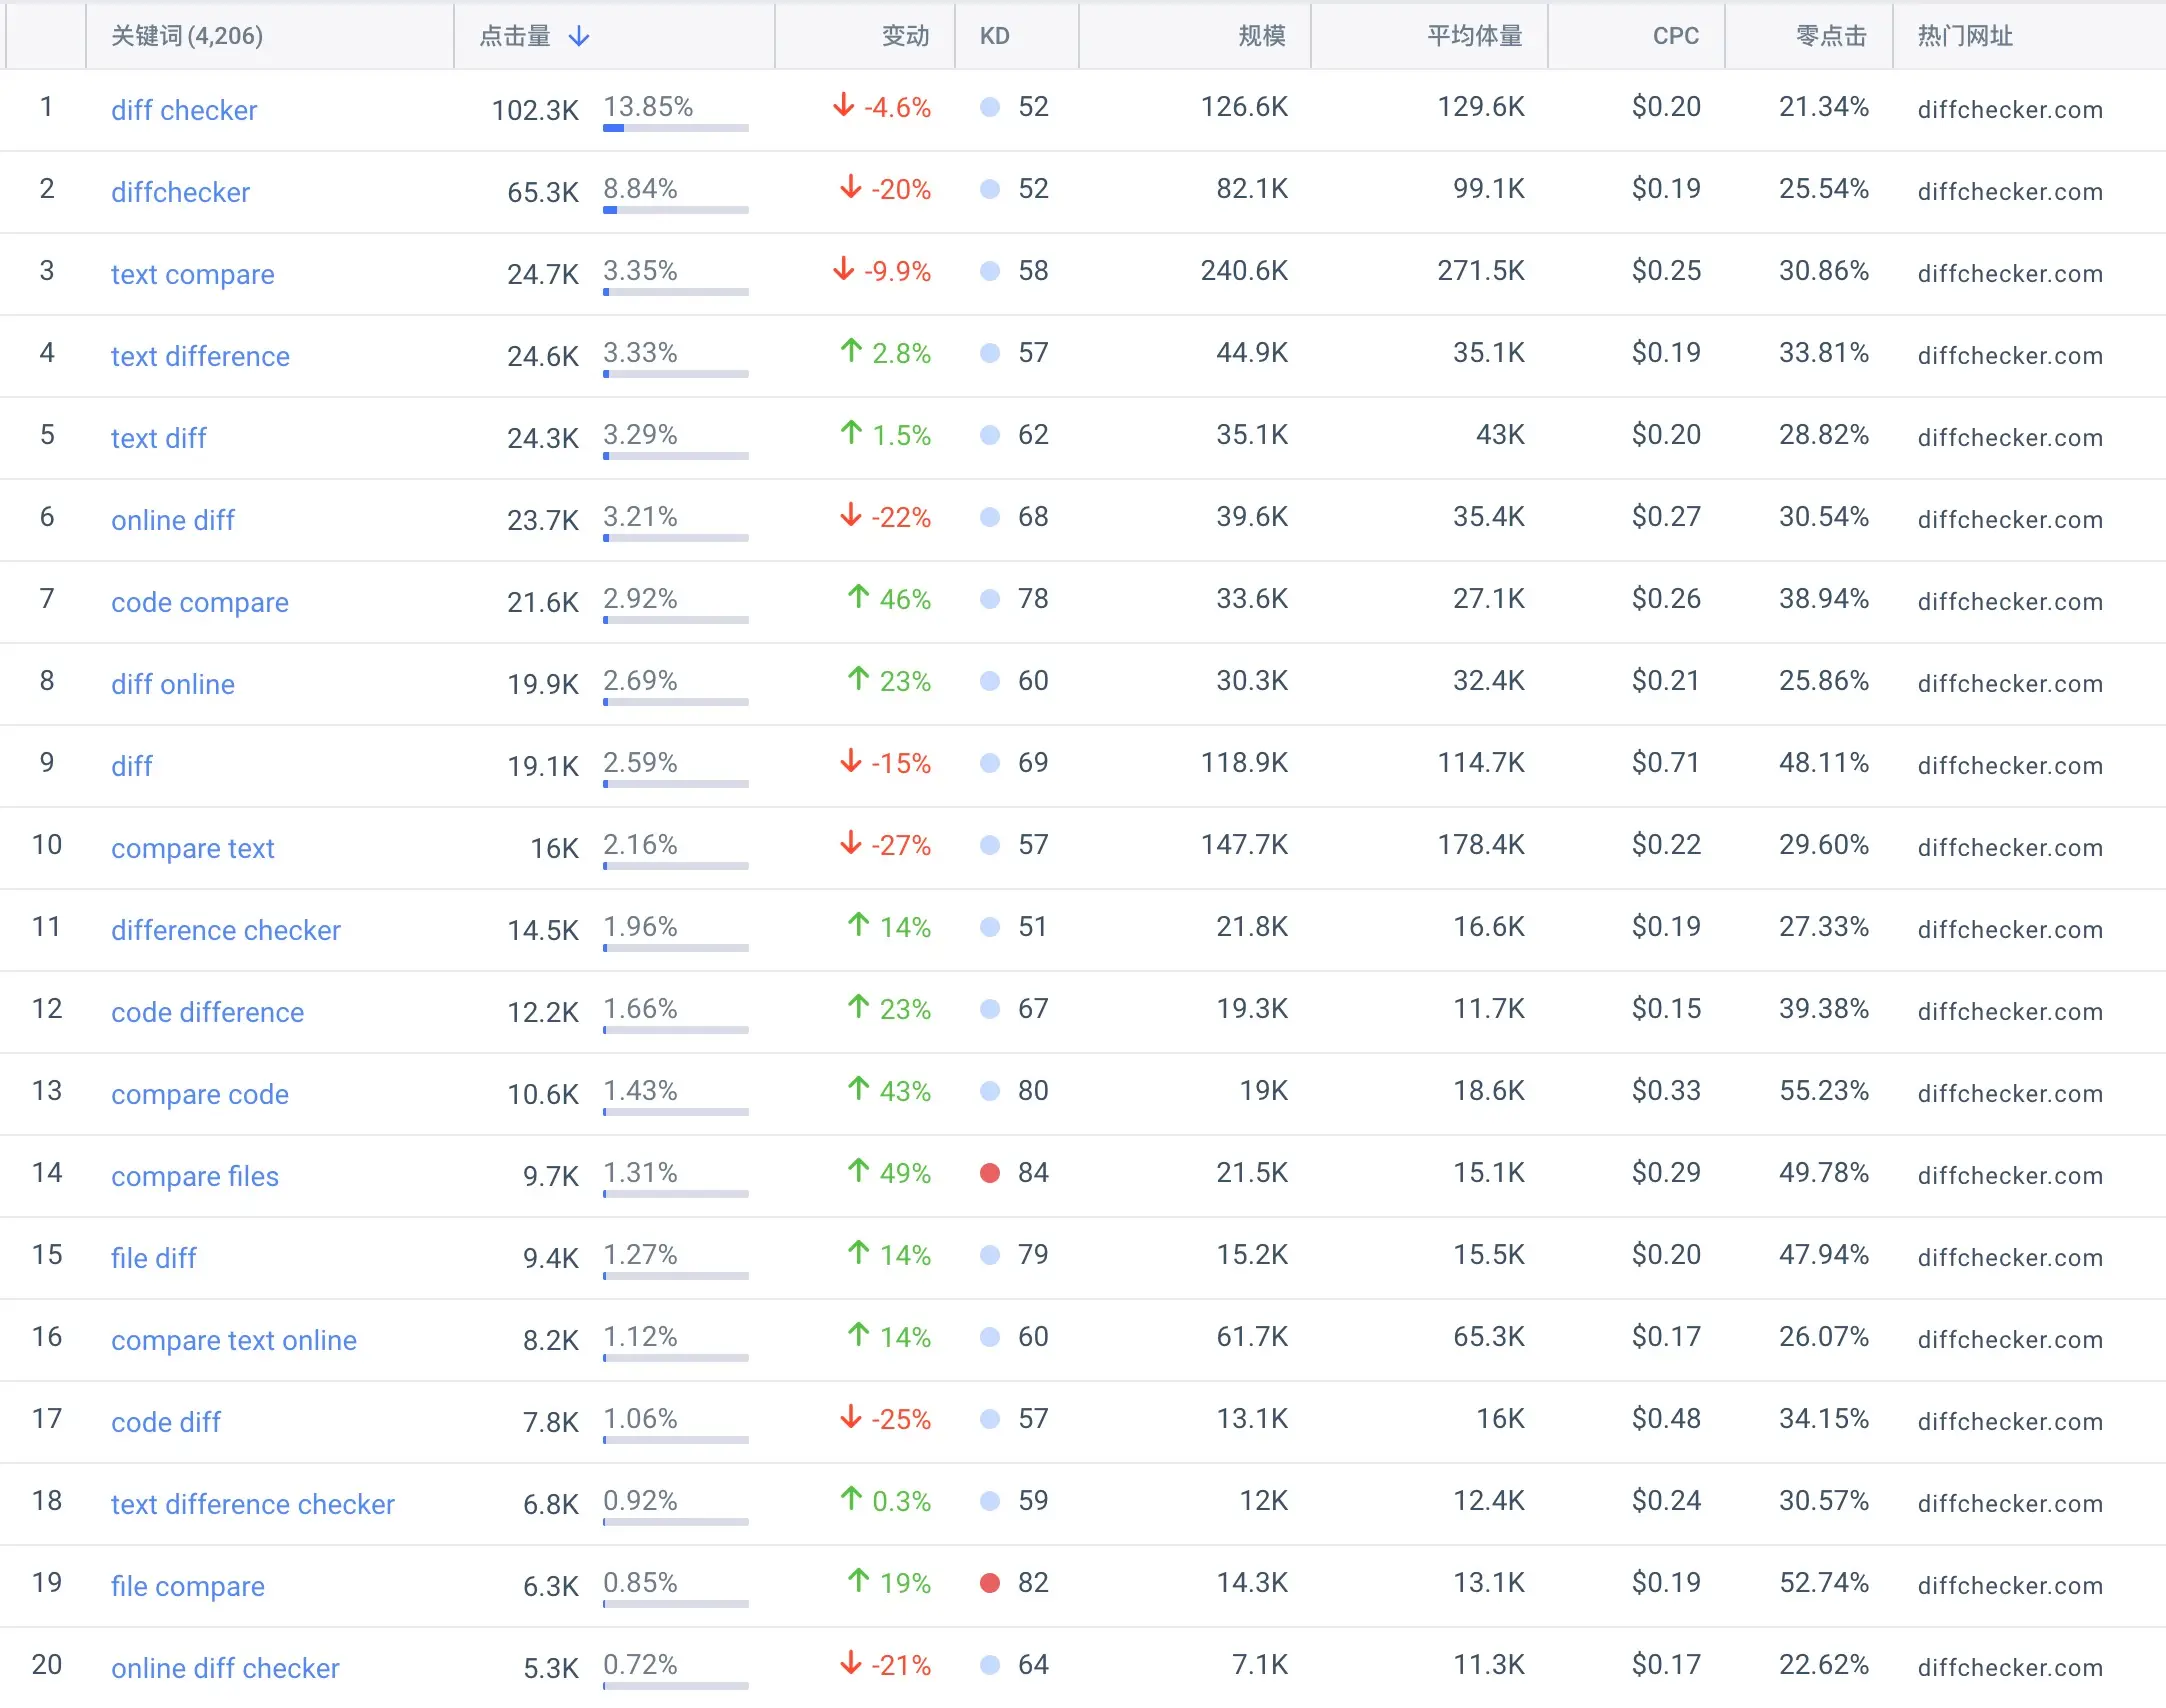 关键词 (4,206) 点击量 变动 KD 规模 平均体量 CPC 零点击 热门网址
1 diff checker 102.3K 13.85% -4.6% 52 126.6K 129.6K $0.20 21.34% diffchecker.com
2 diffchecker 65.3K 8.84% -20% 52 82.1K 99.1K $0.19 25.54% diffchecker.com
3 text compare 24.7K 3.35% -9.9% 58 240.6K 271.5K $0.25 30.86% diffchecker.com
4 text difference 24.6K 3.33% 2.8% 57 44.9K 35.1K $0.19 33.81% diffchecker.com
5 text diff 24.3K 3.29% 1.5% 62 35.1K 43K $0.20 28.82% diffchecker.com
6 online diff 23.7K 3.21% -22% 68 39.6K 35.4K $0.27 30.54% diffchecker.com
7 code compare 21.6K 2.92% 46% 78 33.6K 27.1K $0.26 38.94% diffchecker.com
8 diff online 19.9K 2.69% 23% 60 30.3K 32.4K $0.21 25.86% diffchecker.com
9 diff 19.1K 2.59% -15% 69 118.9K 114.7K $0.71 48.11% diffchecker.com
10 compare text 16K 2.16% -27% 57 147.7K 178.4K $0.22 29.60% diffchecker.com
11 difference checker 14.5K 1.96% 14% 51 21.8K 16.6K $0.19 27.33% diffchecker.com
12 code difference 12.2K 1.66% 23% 67 19.3K 11.7K $0.15 39.38% diffchecker.com
13 compare code 10.6K 1.43% 43% 80 19K 18.6K $0.33 55.23% diffchecker.com
14 compare files 9.7K 1.31% 49% 84 21.5K 15.1K $0.29 49.78% diffchecker.com
15 file diff 9.4K 1.27% 14% 79 15.2K 15.5K $0.20 47.94% diffchecker.com
16 compare text online 8.2K 1.12% 14% 60 61.7K 65.3K $0.17 26.07% diffchecker.com
17 code diff 7.8K 1.06% -25% 57 13.1K 16K $0.48 34.15% diffchecker.com
18 text difference checker 6.8K 0.92% 0.3% 59 12K 12.4K $0.24 30.57% diffchecker.com
19 file compare 6.3K 0.85% 19% 82 14.3K 13.1K $0.19 52.74% diffchecker.com
20 online diff checker 5.3K 0.72% -21% 64 7.1K 11.3K $0.17 22.62% diffchecker.com